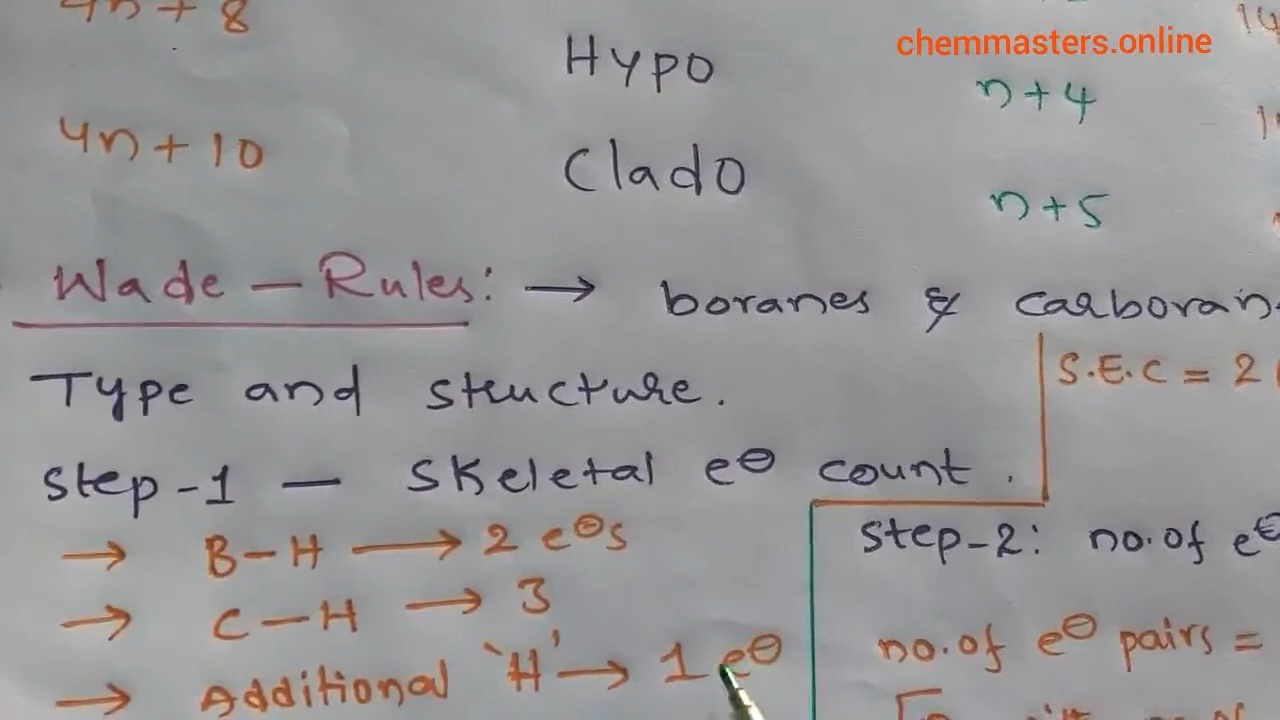 4n + 8
Hypo
chemmasters.online
14
n + 4
4n + 10
Clado
n + 5
Wade - Rules: → boranes & carboran
Type and structure.
S.E.C = 2
Step-1 — Skeletal e⊖ count.
→ B-H → 2 e⊖s
→ C-H → 3
→ Additional 'H' → 1 e⊖
Step-2: no.of e⊖
no.of e⊖ pairs =